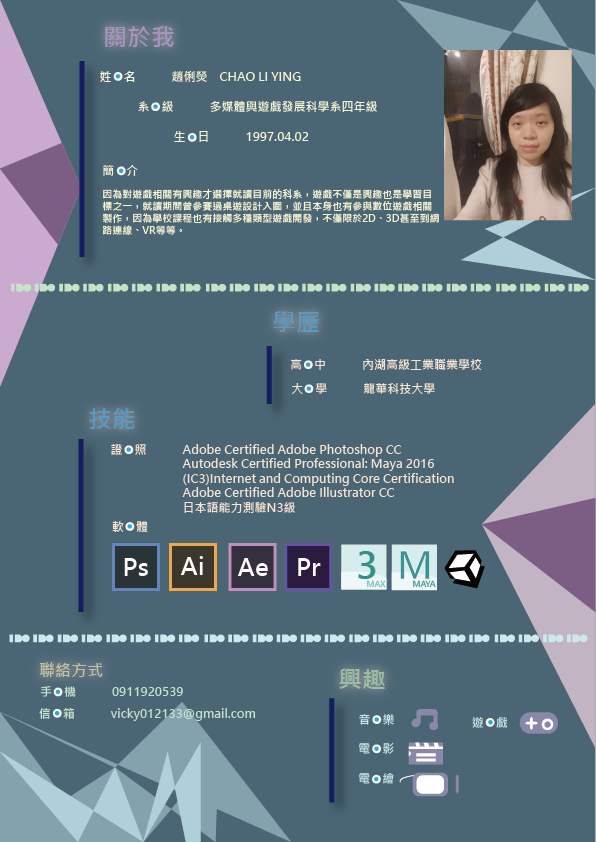 關於我
姓名 趙悧熒 CHAO LI YING
系級 多媒體與遊戲發展科學系四年級
生日 1997.04.02
簡介
因為對遊戲相關有興趣才選擇就讀目前的科系，遊戲不僅是興趣也是學習目
標之一，就讀期間曾參賽過桌遊設計入圍，並且本身也有參與數位遊戲相關
製作，因為學校課程也有接觸多種類型遊戲開發，不僅限於2D、3D甚至到網
路連線、VR等等。
學歷
高中 內湖高級工業職業學校
大學 龍華科技大學
技能
證照 Adobe Certified Adobe Photoshop CC
Autodesk Certified Professional: Maya 2016
(IC3)Internet and Computing Core Certification
Adobe Certified Adobe Illustrator CC
日本語能力測驗N3級
軟體
Ps Ai Ae Pr 3 MAX M MAYA
聯絡方式
手機 0911920539
信箱 vicky012133@gmail.com
興趣
音樂 遊戲
電影
電繪